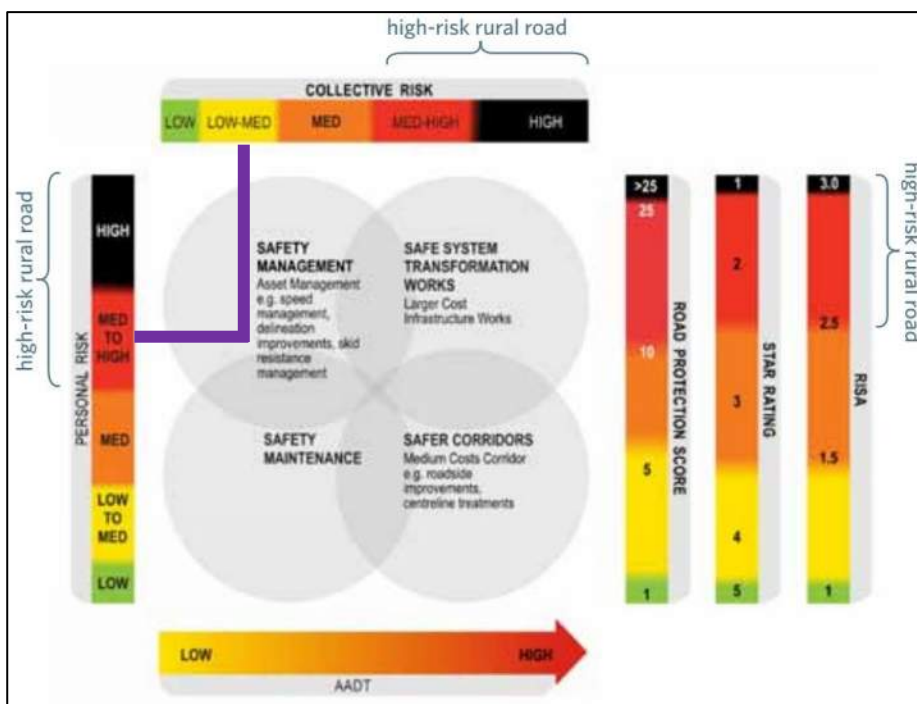 high-risk rural road
COLLECTIVE RISK
LOW
LOW-MED
MED
MED-HIGH
HIGH
high-risk rural road
PERSONAL RISK
HIGH
MED
TO
HIGH
MED
LOW
TO
MED
LOW
SAFETY
MANAGEMENT
Asset Management
e.g. speed
management,
delineation
improvements, skid
resistance
management
SAFE SYSTEM
TRANSFORMATION
WORKS
Larger Cost
Infrastructure Works
SAFETY
MAINTENANCE
SAFER CORRIDORS
Medium Costs Corridor
e.g. roadside
improvements,
centreline treatments
>25
25
10
5
1
ROAD PROTECTION SCORE
1
2
3
4
5
STAR RATING
3.0
2.5
1.5
1
RISA
high-risk rural road
LOW
HIGH
AADT